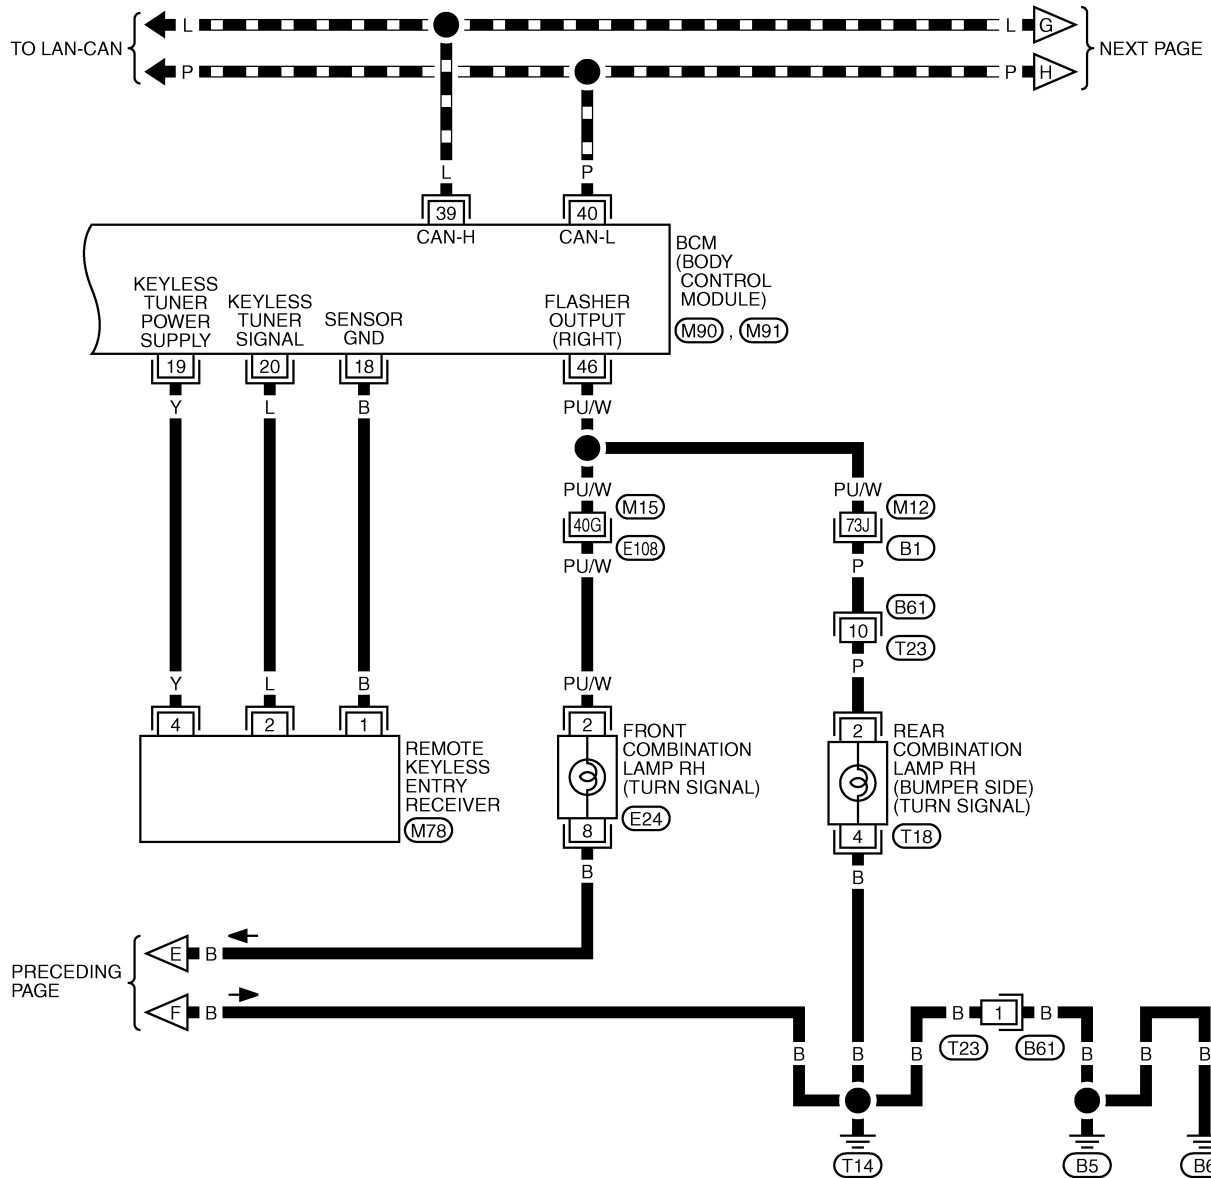 L
L
G
TO LAN-CAN
NEXT PAGE
P
P
H
L
P
39
40
CAN-H
CAN-L
BCM
(BODY
CONTROL
MODULE)
M90 , M91
KEYLESS
TUNER
POWER
SUPPLY
KEYLESS
TUNER
SIGNAL
SENSOR
GND
FLASHER
OUTPUT
(RIGHT)
19
20
18
46
Y
L
B
PU/W
PU/W
PU/W
M15
M12
40G
73J
E108
B1
PU/W
P
B61
10
T23
P
Y
L
B
PU/W
4
2
1
2
2
FRONT
COMBINATION
LAMP RH
(TURN SIGNAL)
E24
REAR
COMBINATION
LAMP RH
(BUMPER SIDE)
(TURN SIGNAL)
T18
REMOTE
KEYLESS
ENTRY
RECEIVER
M78
8
4
B
B
E
B
PRECEDING
PAGE
F
B
B
1
B
T23
B61
B
B
B
B
B
B
T14
B5